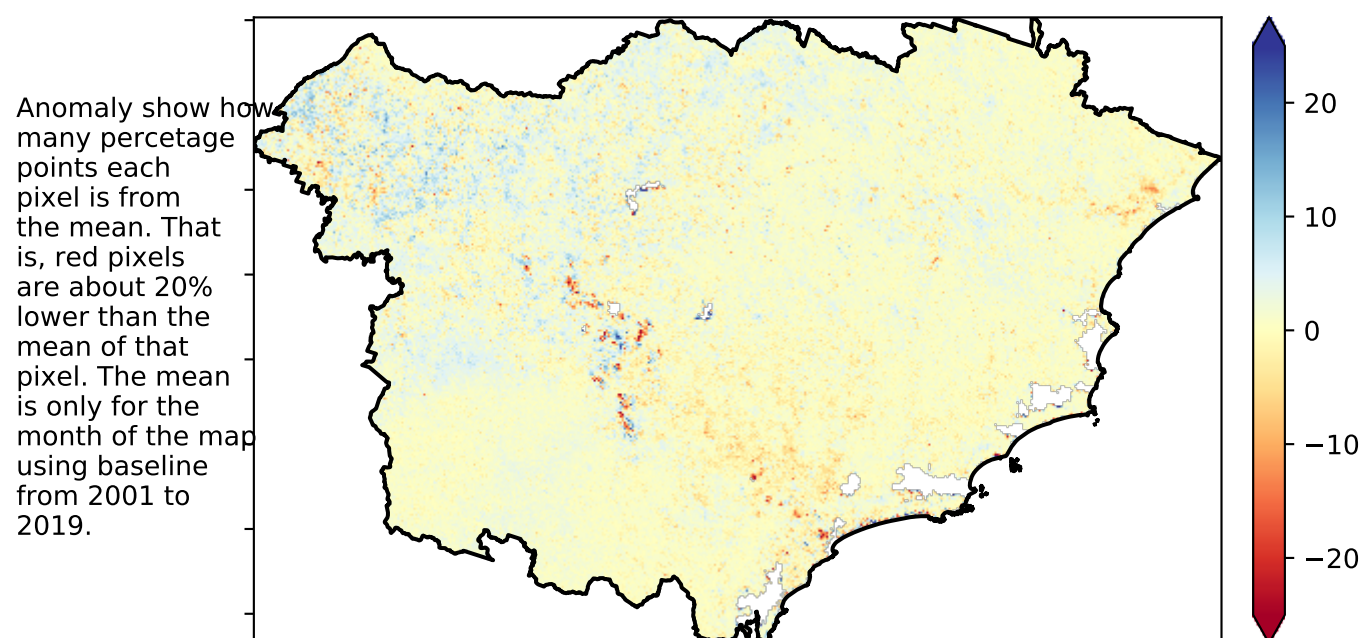 Anomaly show how
many percetage
points each
pixel is from
the mean. That
is, red pixels
are about 20%
lower than the
mean of that
pixel. The mean
is only for the
month of the map
using baseline
from 2001 to
2019.
20
10
0
−10
−20